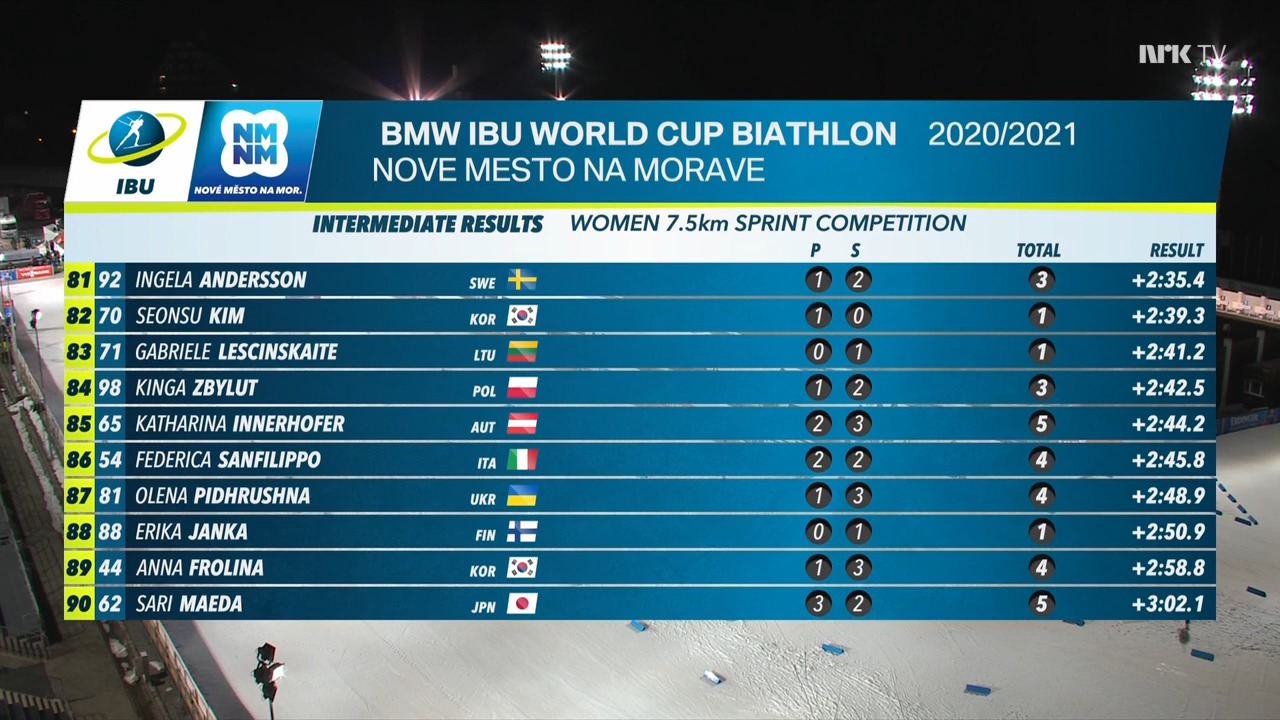 NRK TV
BMW IBU WORLD CUP BIATHLON 2020/2021
NOVE MESTO NA MORAVE
IBU
NM
NM
NOVÉ MĚSTO NA MOR.
INTERMEDIATE RESULTS WOMEN 7.5km SPRINT COMPETITION
P S TOTAL RESULT
81 92 INGELA ANDERSSON SWE 1 2 3 +2:35.4
82 70 SEONSU KIM KOR 1 0 1 +2:39.3
83 71 GABRIELE LESCINSKAITE LTU 0 1 1 +2:41.2
84 98 KINGA ZBYLUT POL 1 2 3 +2:42.5
85 65 KATHARINA INNERHOFER AUT 2 3 5 +2:44.2
86 54 FEDERICA SANFILIPPO ITA 2 2 4 +2:45.8
87 81 OLENA PIDHRUSHNA UKR 1 3 4 +2:48.9
88 88 ERIKA JANKA FIN 0 1 1 +2:50.9
89 44 ANNA FROLINA KOR 1 3 4 +2:58.8
90 62 SARI MAEDA JPN 3 2 5 +3:02.1